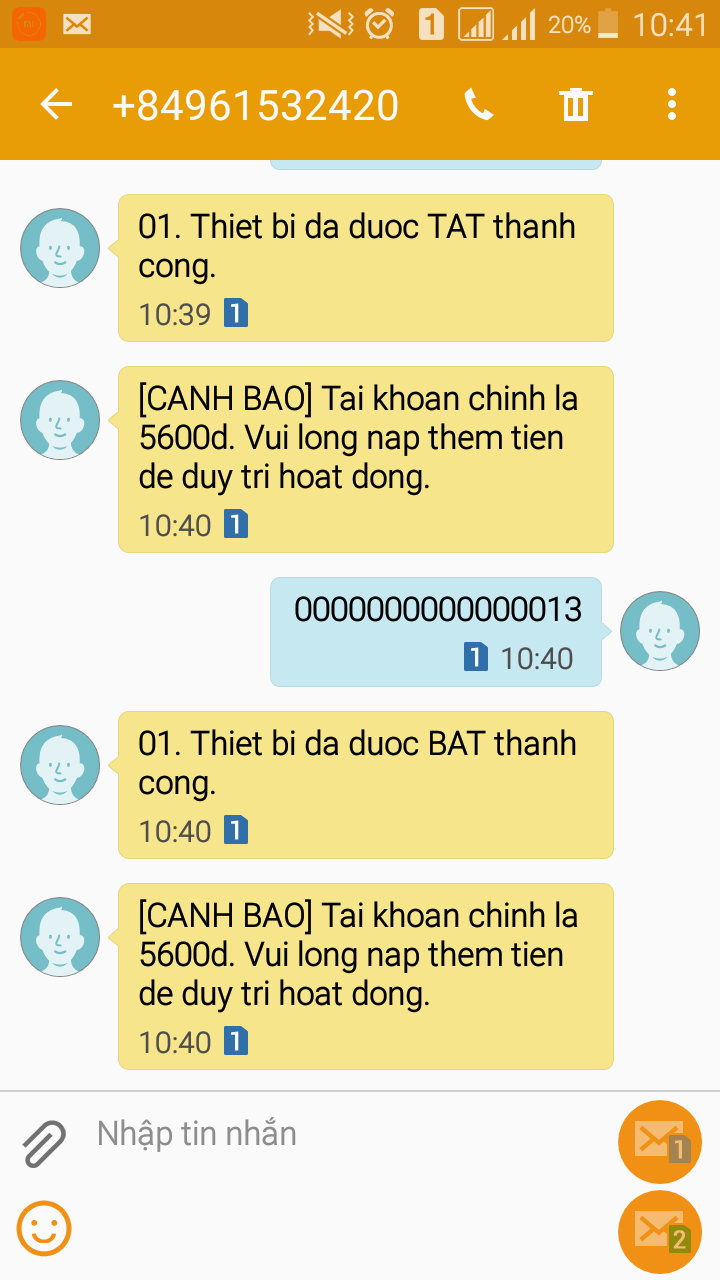 1 20% 10:41
+84961532420
01. Thiet bi da duoc TAT thanh
cong.
10:39 1
[CANH BAO] Tai khoan chinh la
5600d. Vui long nap them tien
de duy tri hoat dong.
10:40 1
0000000000000013
1 10:40
01. Thiet bi da duoc BAT thanh
cong.
10:40 1
[CANH BAO] Tai khoan chinh la
5600d. Vui long nap them tien
de duy tri hoat dong.
10:40 1
Nhập tin nhắn
1
2